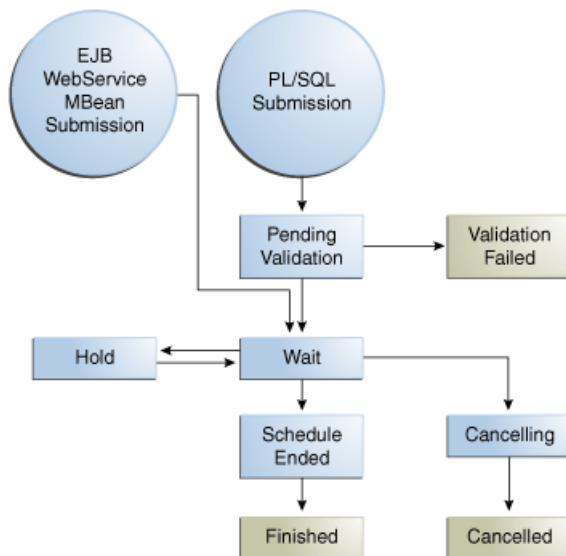 EJB
WebService
MBean
Submission
PL/SQL
Submission
Pending
Validation
Validation
Failed
Hold
Wait
Schedule
Ended
Cancelling
Finished
Cancelled